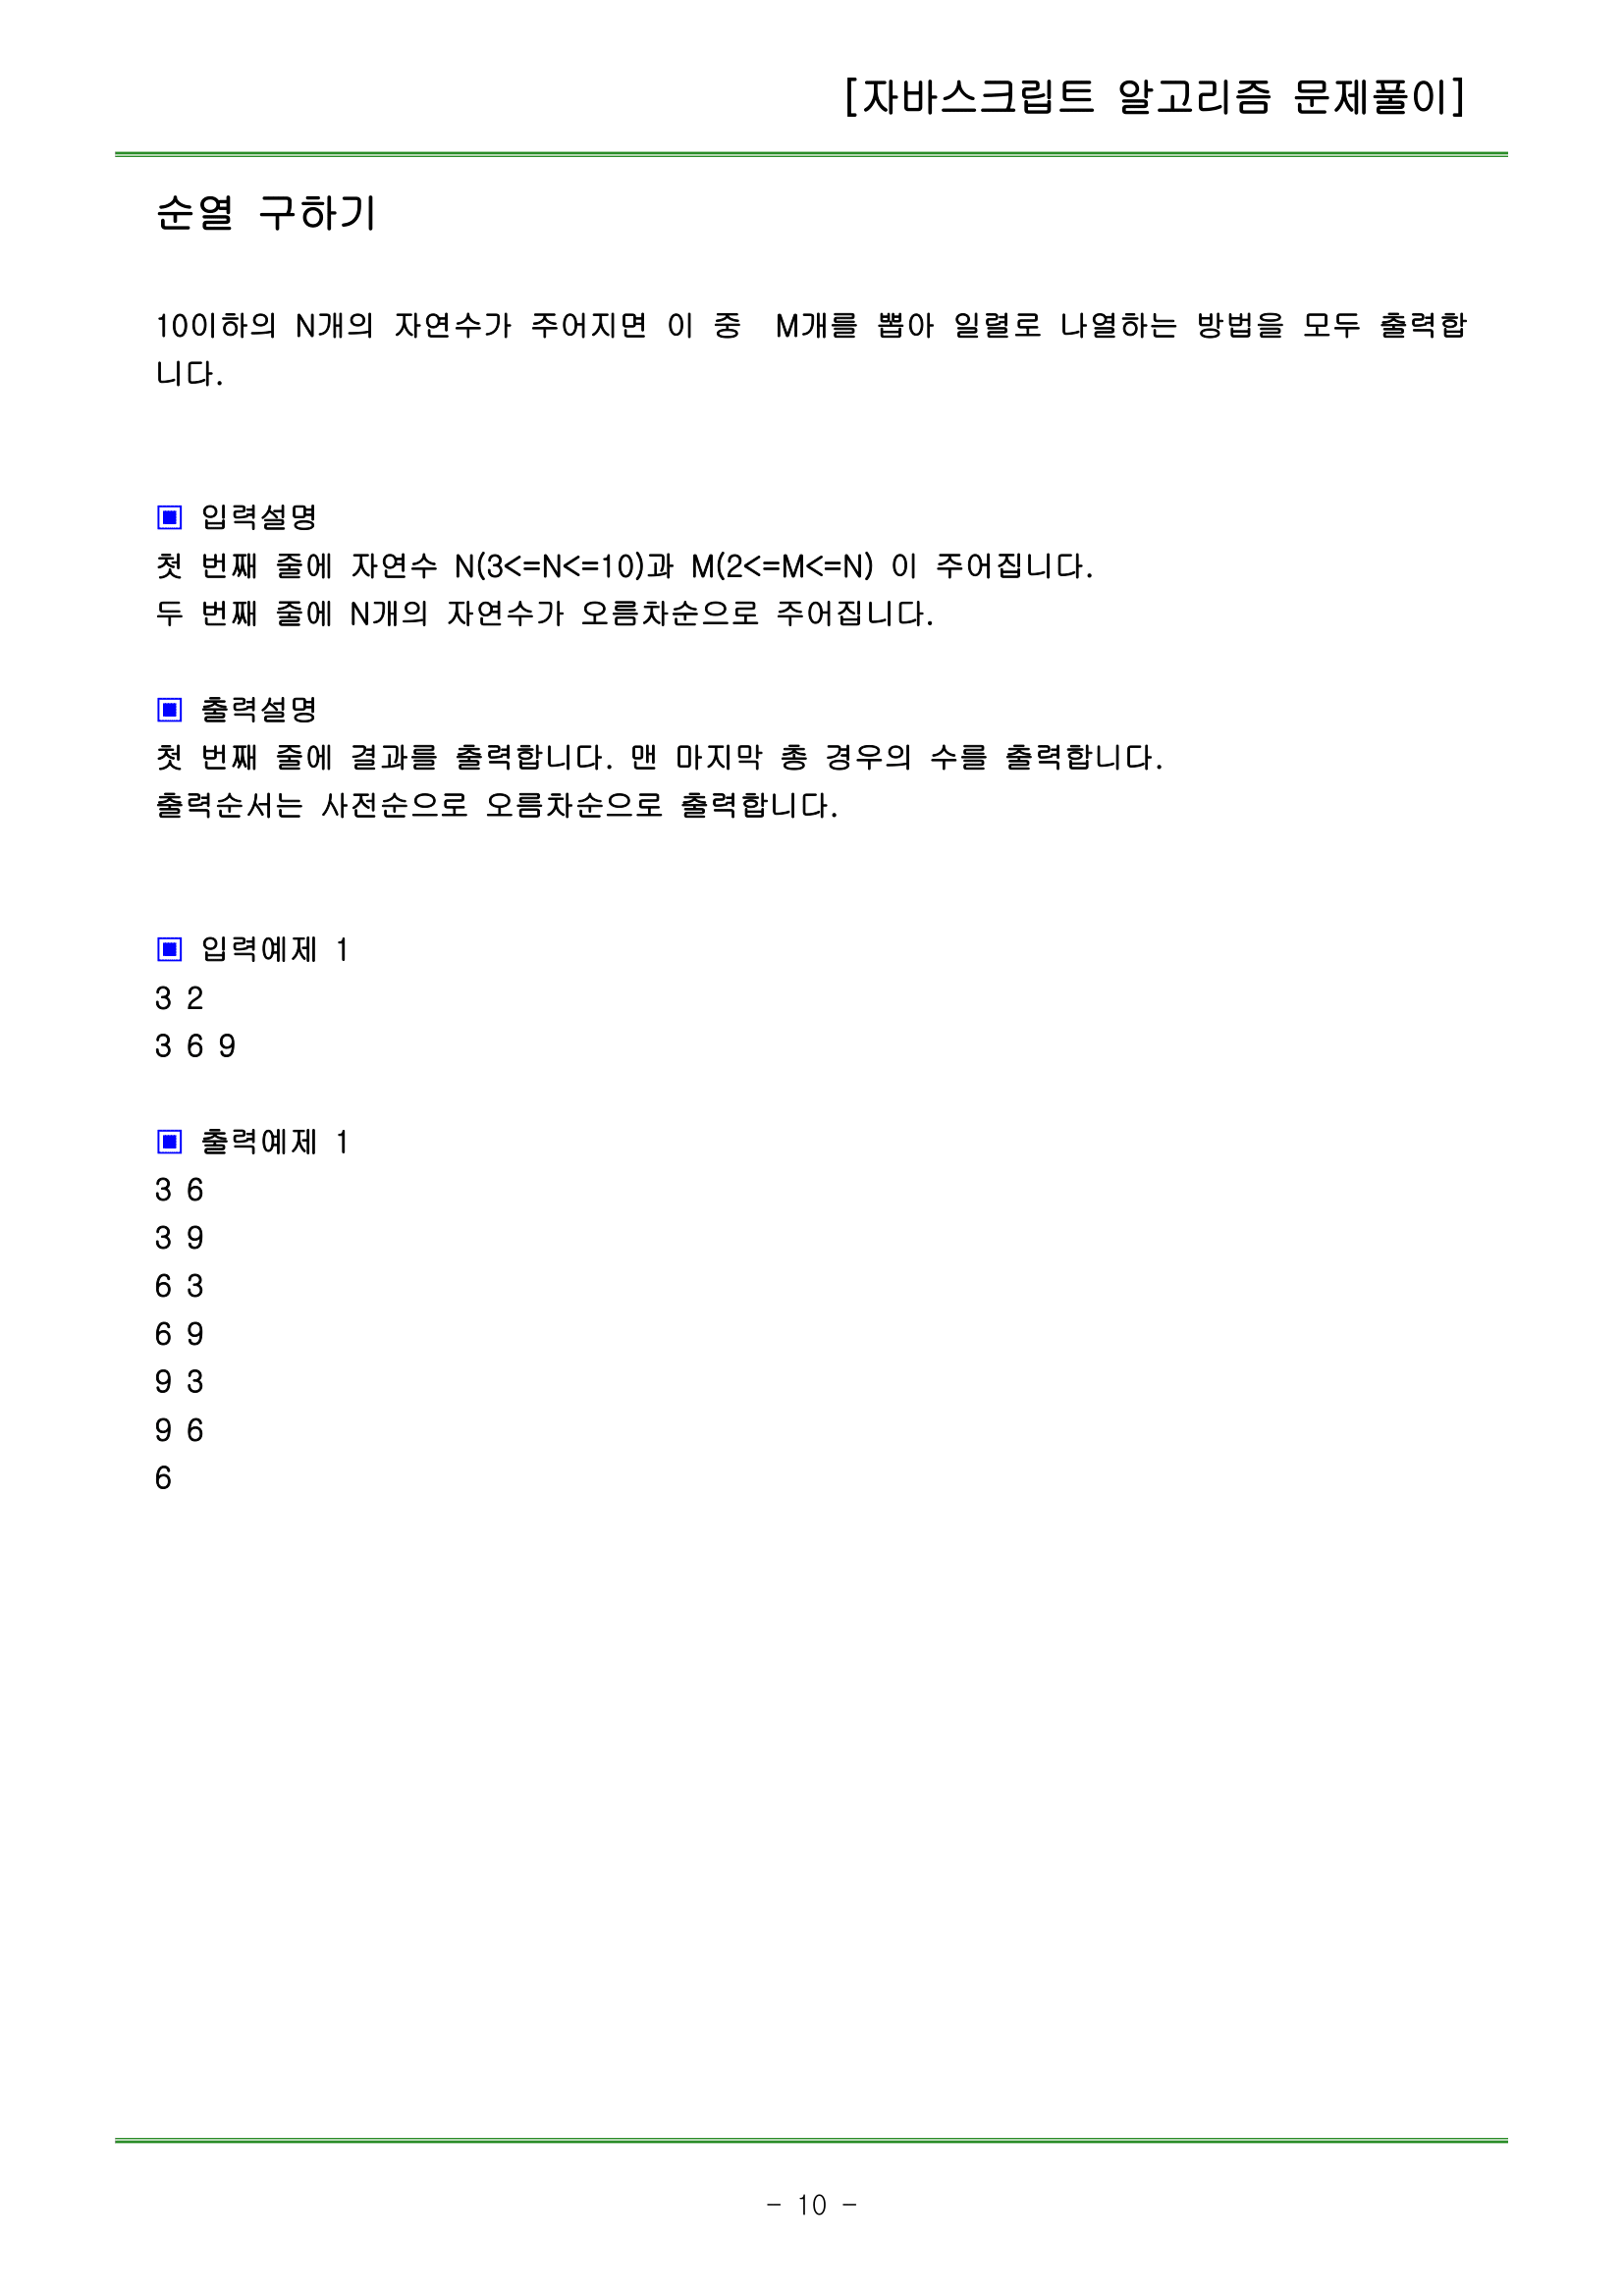 [자바스크립트 알고리즘 문제풀이]
순열 구하기
10이하의 N개의 자연수가 주어지면 이 중 M개를 뽑아 일렬로 나열하는 방법을 모두 출력합
니다.
▣ 입력설명
첫 번째 줄에 자연수 N(3<=N<=10)과 M(2<=M<=N) 이 주어집니다.
두 번째 줄에 N개의 자연수가 오름차순으로 주어집니다.
▣ 출력설명
첫 번째 줄에 결과를 출력합니다. 맨 마지막 총 경우의 수를 출력합니다.
출력순서는 사전순으로 오름차순으로 출력합니다.
▣ 입력예제 1
3 2
3 6 9
▣ 출력예제 1
3 6
3 9
6 3
6 9
9 3
9 6
6
- 10 -